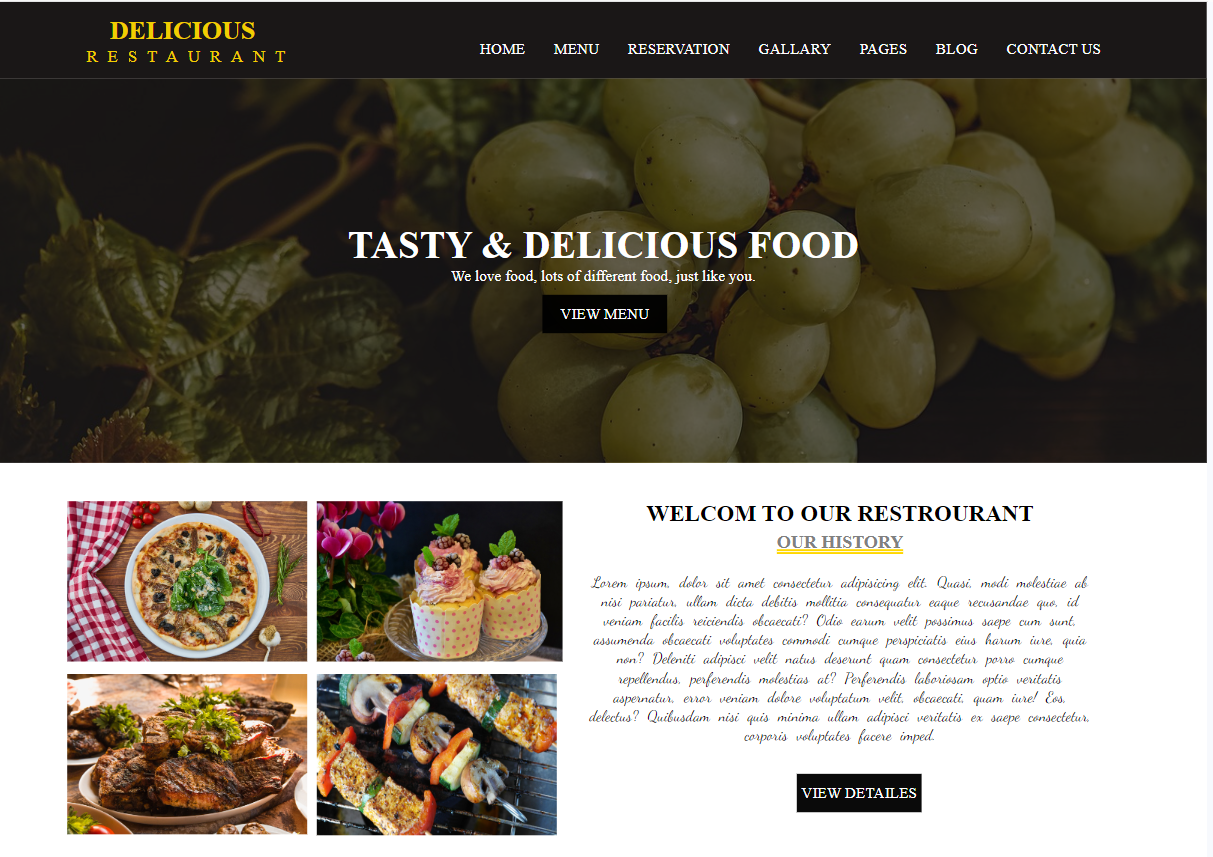 DELICIOUS
RESTAURANT
HOME MENU RESERVATION GALLARY PAGES BLOG CONTACT US
TASTY & DELICIOUS FOOD
We love food, lots of different food, just like you.
VIEW MENU
WELCOM TO OUR RESTROURANT
OUR HISTORY
Lorem ipsum, dolor sit amet consectetur adipisicing elit. Quasi, modi molestiae ab
nisi pariatur, ullam dicta debitis mollitia consequatur eaque recusandae quo, id
veniam facilis reiciendis obcaecati? Odio earum velit possimus saepe cum sunt,
assumenda obcaecati voluptates commodi cumque perspiciatis eius harum iure, quia
non? Deleniti adipisci velit natus deserunt quam consectetur porro cumque
repellendus, perferendis molestias at? Perferendis laboriosam optio veritatis
aspernatur, error veniam dolore voluptatum velit, obcaecati, quam iure! Eos,
delectus? Quibusdam nisi quis minima ullam adipisci veritatis ex saepe consectetur,
corporis voluptates facere imped.
VIEW DETAILES